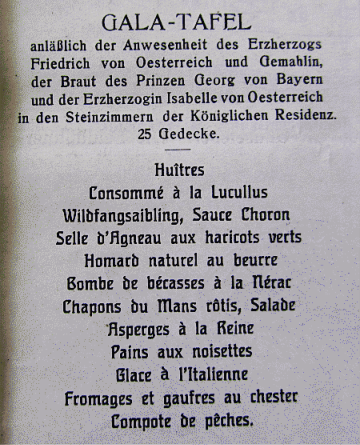 GALA-TAFEL
anläßlich der Anwesenheit des Erzherzogs
Friedrich von Oesterreich und Gemahlin,
der Braut des Prinzen Georg von Bayern
und der Erzherzogin Isabelle von Oesterreich
in den Steinzimmern der Königlichen Residenz.
25 Gedecke.
Huîtres
Consommé à la Lucullus
Wildfangsaibling, Sauce Choron
Selle d'Agneau aux haricots verts
Homard naturel au beurre
Bombe de bécasses à la Nérac
Chapons du Mans rôtis, Salade
Asperges à la Reine
Pains aux noisettes
Glace à l'Italienne
Fromages et gaufres au chester
Compote de pêches.